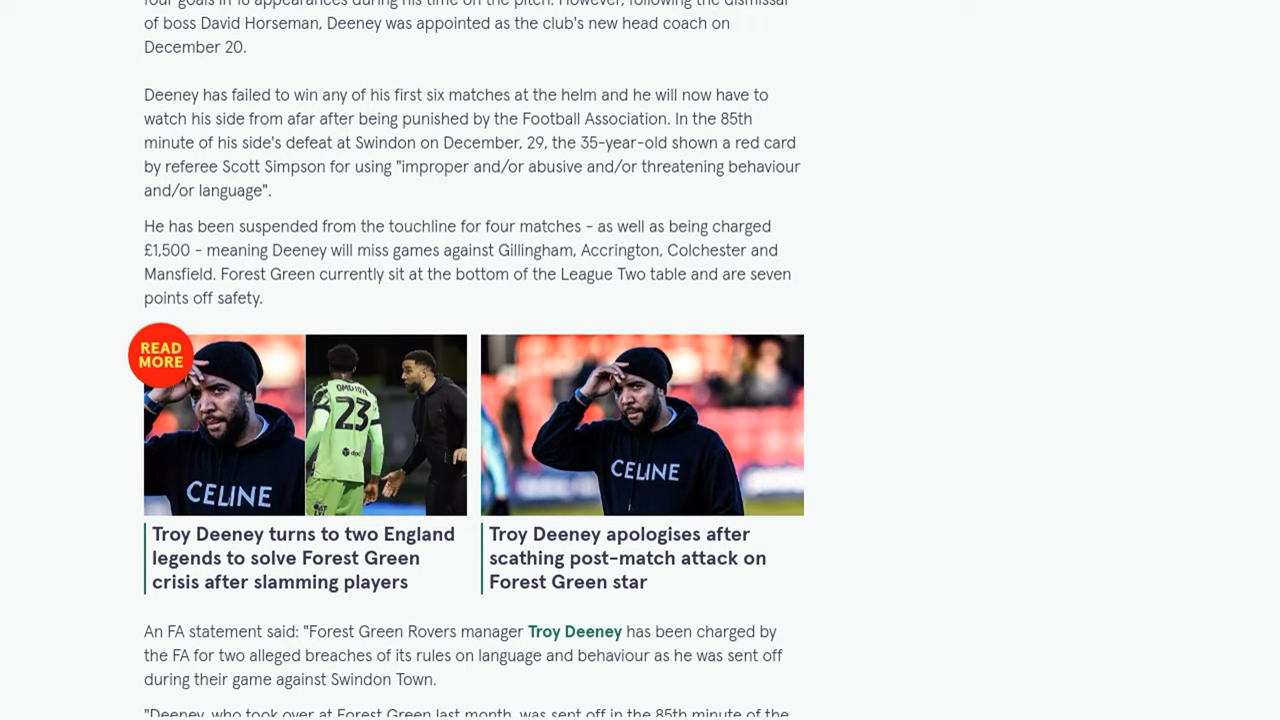 four goals in 18 appearances during his time on the pitch. However, following the dismissal
of boss David Horseman, Deeney was appointed as the club's new head coach on
December 20.
Deeney has failed to win any of his first six matches at the helm and he will now have to
watch his side from afar after being punished by the Football Association. In the 85th
minute of his side's defeat at Swindon on December, 29, the 35-year-old shown a red card
by referee Scott Simpson for using "improper and/or abusive and/or threatening behaviour
and/or language".
He has been suspended from the touchline for four matches - as well as being charged
£1,500 - meaning Deeney will miss games against Gillingham, Accrington, Colchester and
Mansfield. Forest Green currently sit at the bottom of the League Two table and are seven
points off safety.
READ
MORE
OMOTOYE
23
dpd
CELINE
CELINE
Troy Deeney turns to two England
legends to solve Forest Green
crisis after slamming players
Troy Deeney apologises after
scathing post-match attack on
Forest Green star
An FA statement said: "Forest Green Rovers manager Troy Deeney has been charged by
the FA for two alleged breaches of its rules on language and behaviour as he was sent off
during their game against Swindon Town.
"Deeney, who took over at Forest Green last month, was sent off in the 85th minute of the